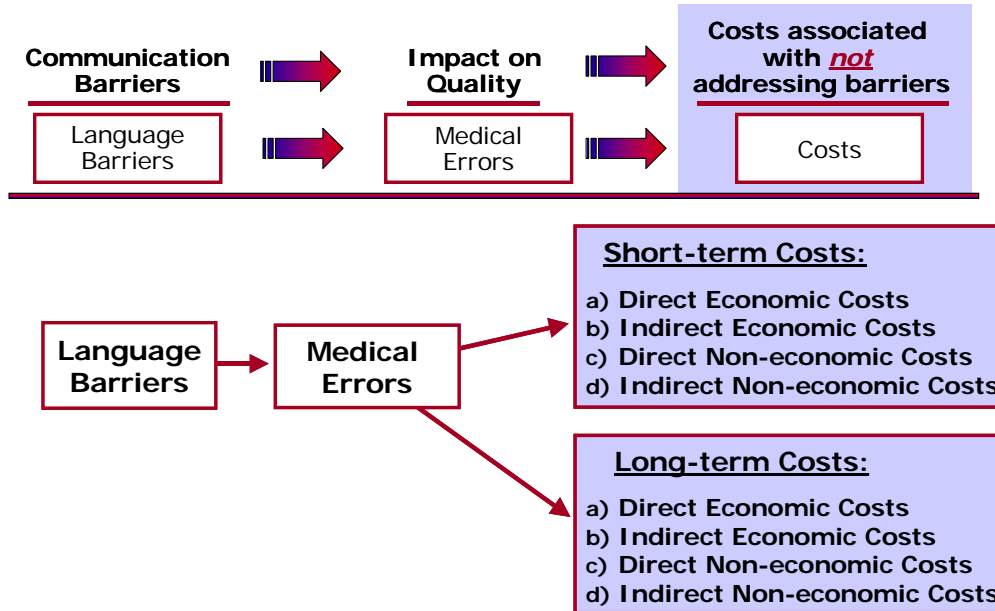 Communication
Barriers
Impact on
Quality
Costs associated
with not
addressing barriers
Language
Barriers
Medical
Errors
Costs
Language
Barriers
Medical
Errors
Short-term Costs:
a) Direct Economic Costs
b) Indirect Economic Costs
c) Direct Non-economic Costs
d) Indirect Non-economic Costs
Long-term Costs:
a) Direct Economic Costs
b) Indirect Economic Costs
c) Direct Non-economic Costs
d) Indirect Non-economic Costs